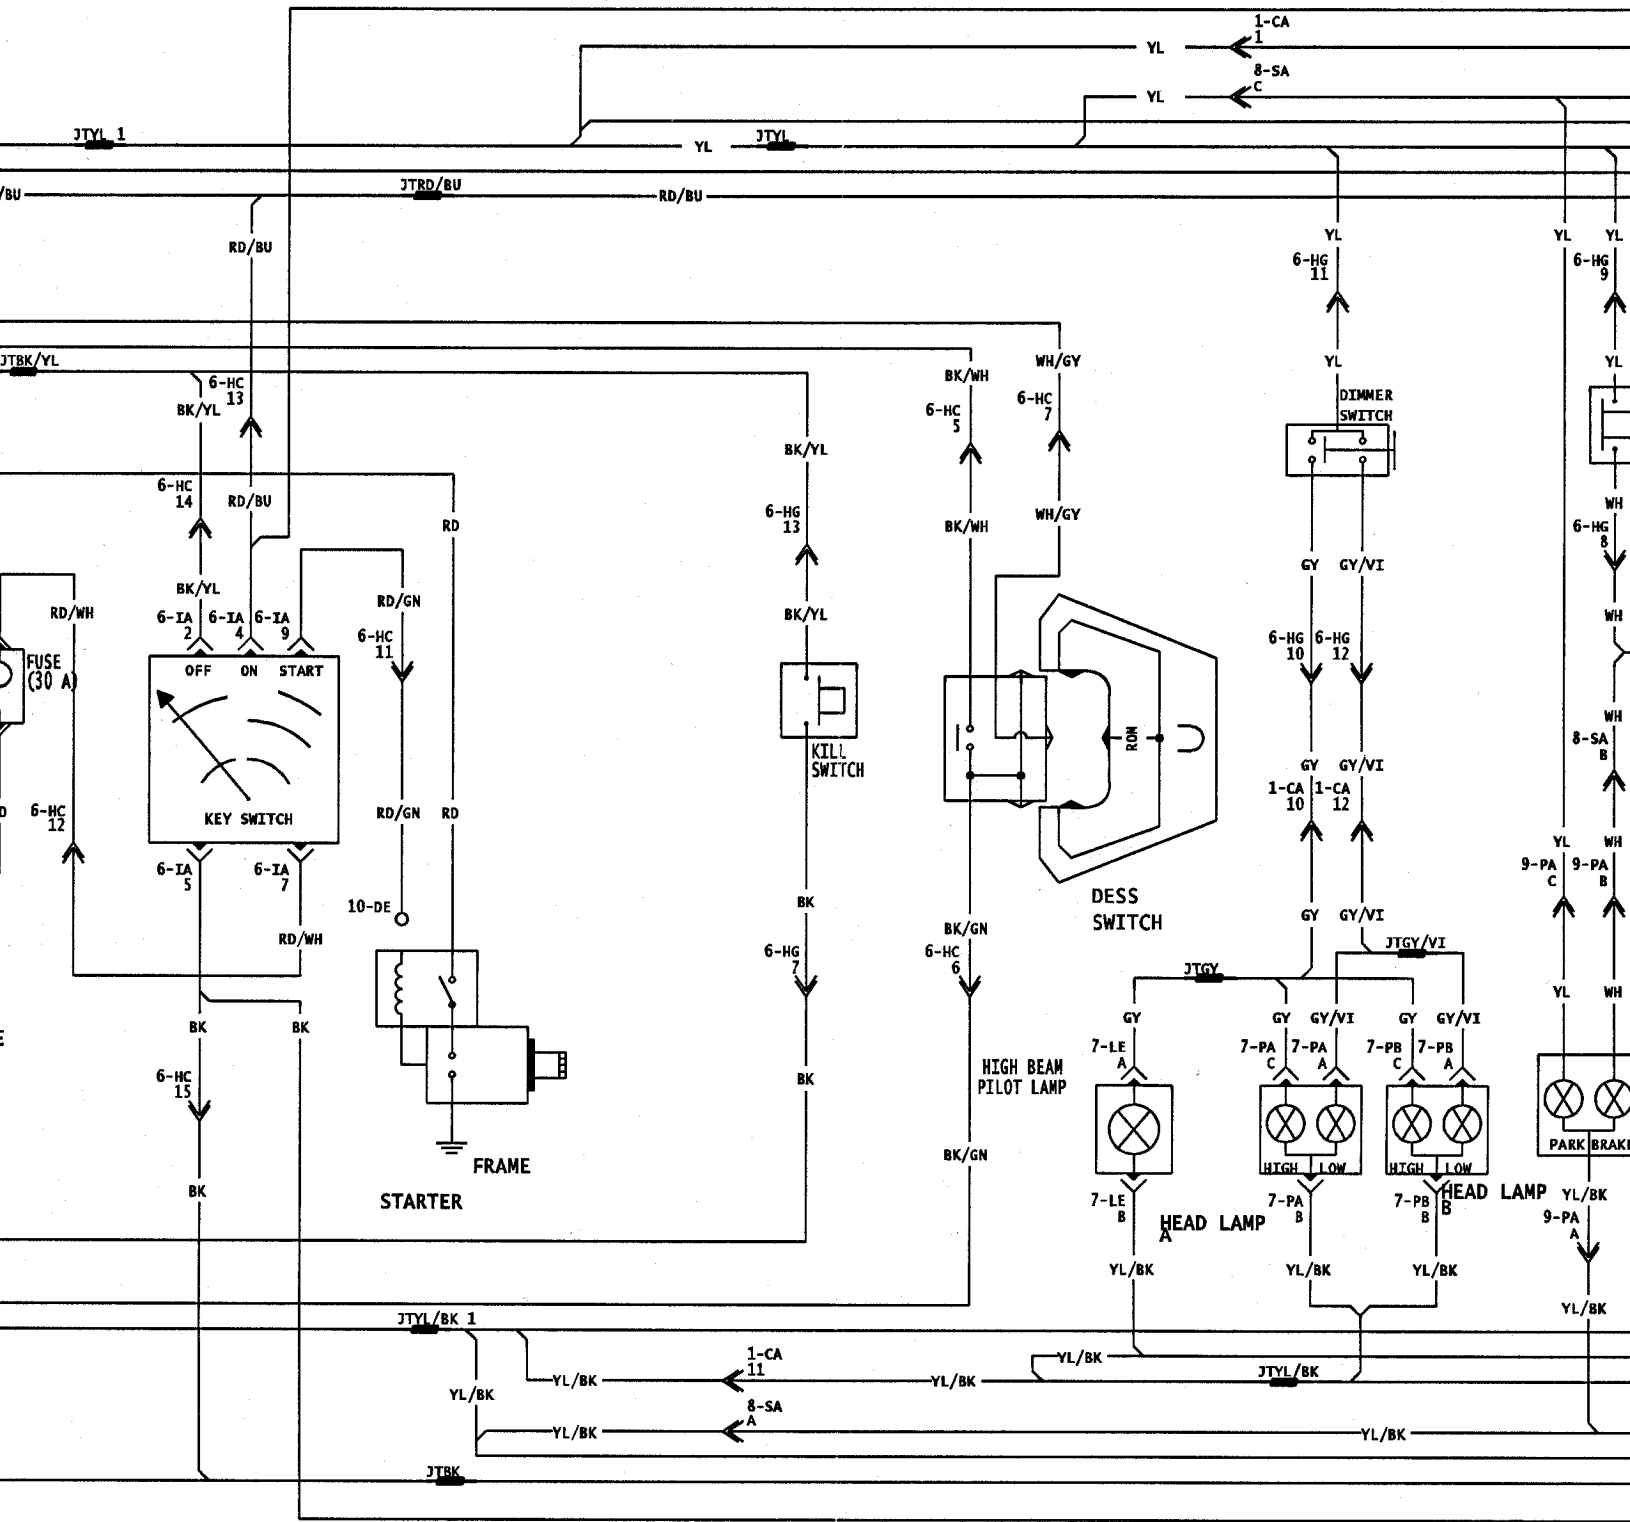 1-CA
1
YL
8-SA
C
YL
JTYL 1
YL
JTYL
JTRD/BU
/BU
RD/BU
RD/BU
YL
YL
YL
6-HG
11
6-HG
9
JTBK/YL
6-HC
13
BK/YL
BK/WH
WH/GY
YL
YL
6-HC
5
6-HC
7
DIMMER
SWITCH
BK/YL
6-HC
14
RD/BU
RD
6-HG
13
BK/WH
WH/GY
WH
6-HG
8
GY
GY/VI
BK/YL
RD/WH
RD/GN
BK/YL
WH
6-IA
2
6-IA
4
6-IA
9
6-HC
11
6-HG
10
6-HG
12
FUSE
(30 A)
OFF
ON
START
WH
8-SA
B
ROM
KILL
SWITCH
GY
GY/VI
1-CA
10
1-CA
12
D
6-HC
12
KEY SWITCH
RD/GN
RD
YL
WH
9-PA
C
9-PA
B
6-IA
5
6-IA
7
DESS
SWITCH
10-DE
BK
GY
GY/VI
RD/WH
BK/GN
6-HG
7
6-HC
6
JTGY
JTGY/VI
YL
WH
BK
BK
GY
GY
GY/VI
GY
GY/VI
E
7-LE
A
7-PA
C
7-PA
A
7-PB
C
7-PB
A
HIGH BEAM
PILOT LAMP
6-HC
15
BK
PARK
BRAKE
BK/GN
FRAME
HIGH
LOW
HIGH
LOW
BK
STARTER
7-LE
B
7-PA
B
7-PB
B
HEAD LAMP
B
YL/BK
HEAD LAMP
A
9-PA
A
YL/BK
YL/BK
YL/BK
YL/BK
JTYL/BK 1
1-CA
11
YL/BK
JTYL/BK
YL/BK
YL/BK
YL/BK
8-SA
A
YL/BK
YL/BK
JTBK